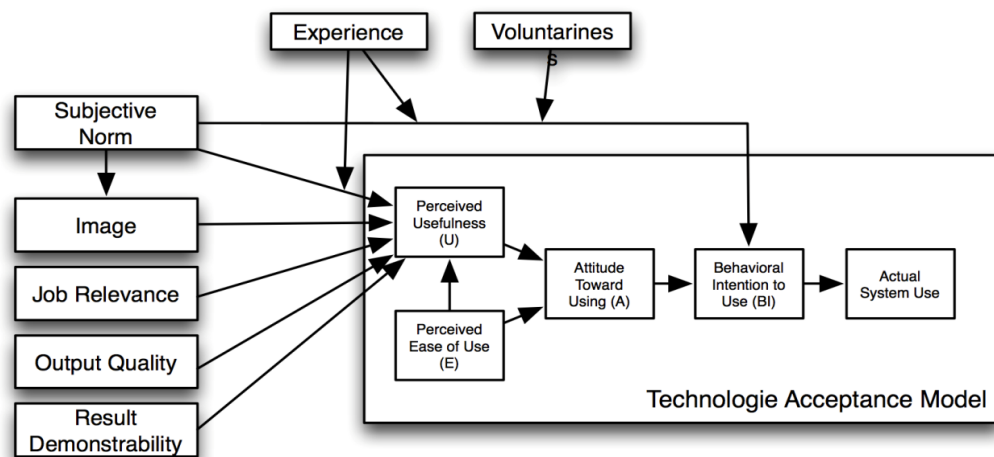 Experience
Voluntarines
s
Subjective
Norm
Image
Job Relevance
Output Quality
Result
Demonstrability
Perceived
Usefulness
(U)
Perceived
Ease of Use
(E)
Attitude
Toward
Using (A)
Behavioral
Intention to
Use (BI)
Actual
System Use
Technologie Acceptance Model